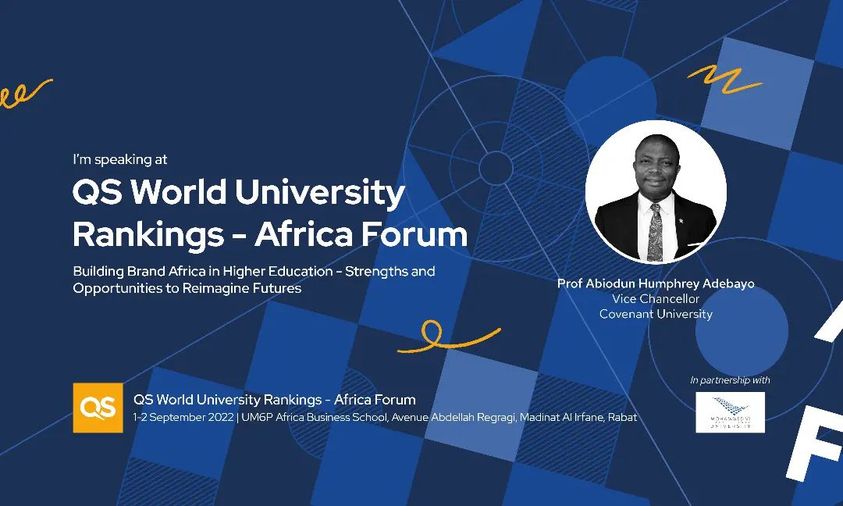 I'm speaking at
QS World University
Rankings - Africa Forum
Building Brand Africa in Higher Education - Strengths and
Opportunities to Reimagine Futures
Prof Abiodun Humphrey Adebayo
Vice Chancellor
Covenant University
In partnership with
QS
QS World University Rankings - Africa Forum
1-2 September 2022 | UM6P Africa Business School, Avenue Abdellah Regragi, Madinat Al Irfane, Rabat
UNIVERSITY
F